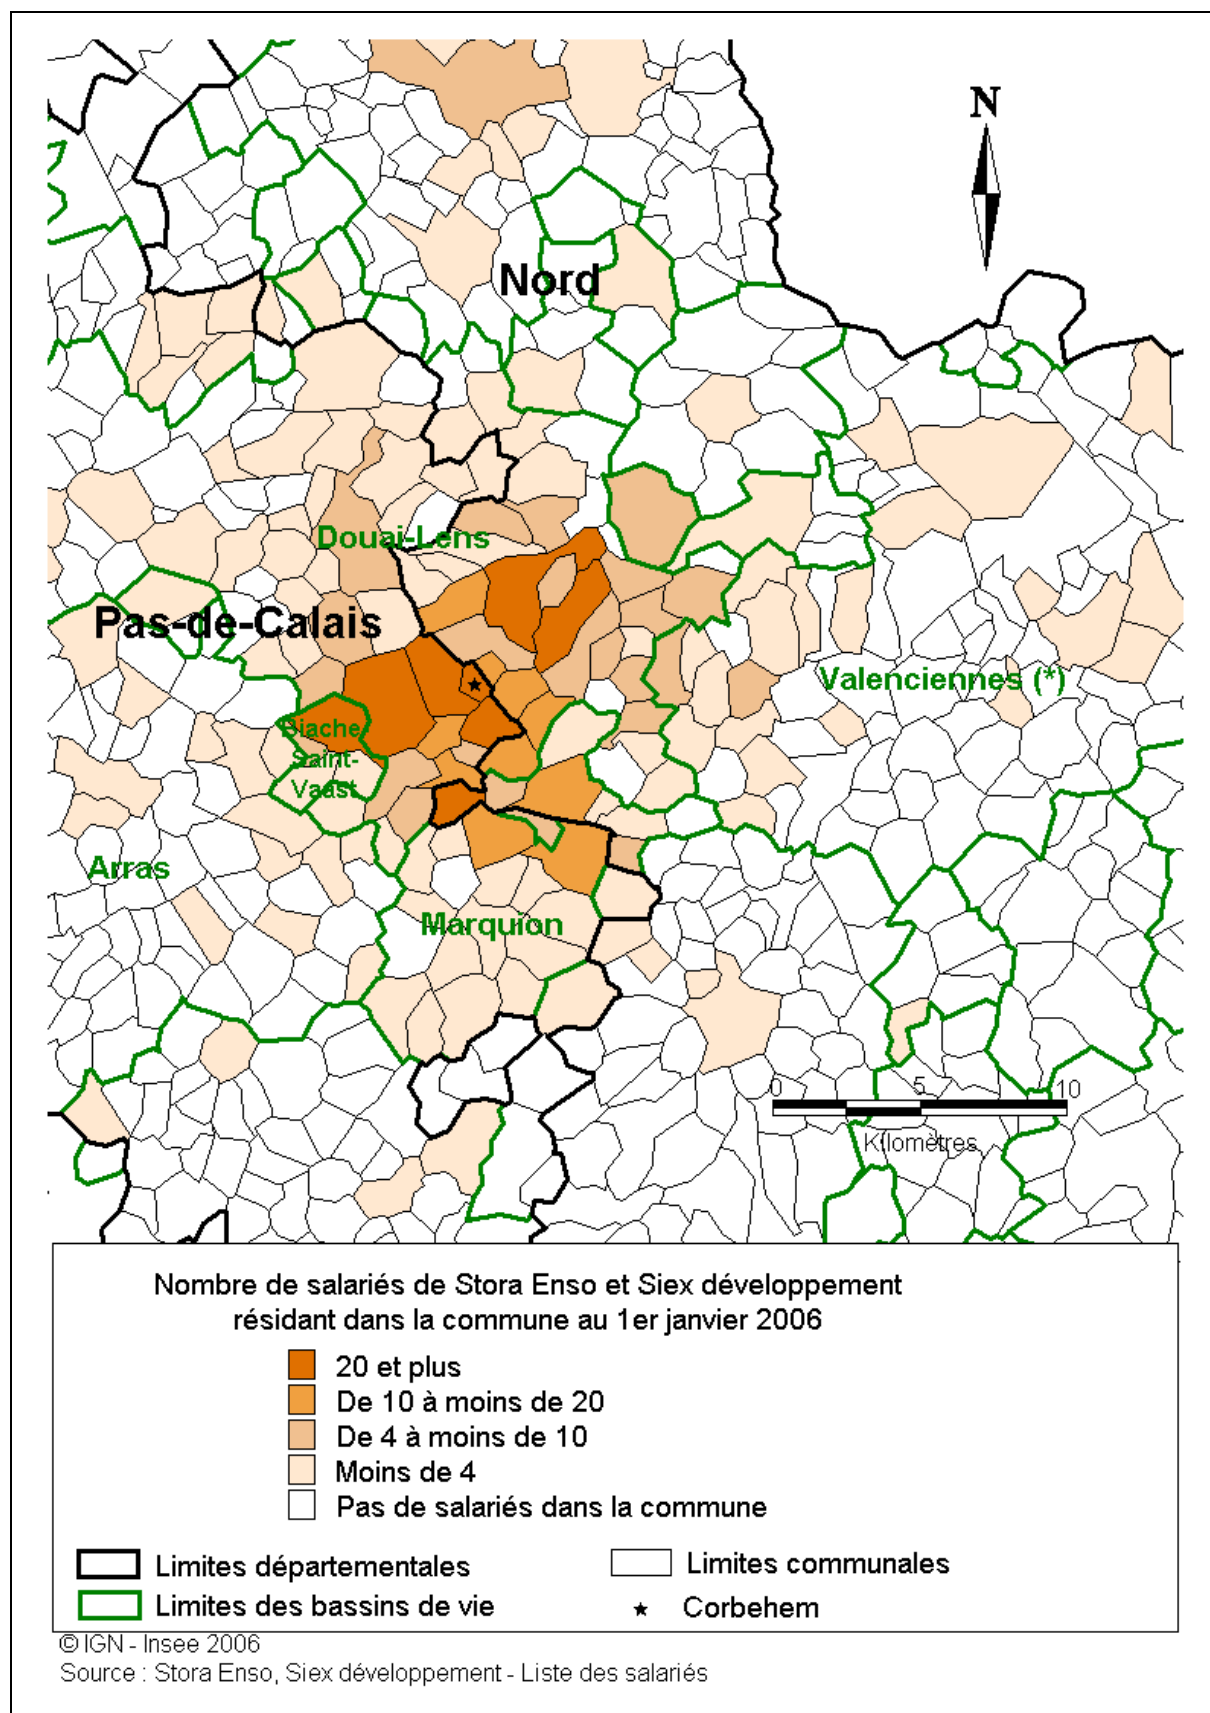 N
Nord
Douai-Lens
Pas-de-Calais
Valenciennes (*)
Biache-
Saint-
Vaast
Arras
Marquion
0 5 10
Kilomètres
Nombre de salariés de Stora Enso et Siex développement
résidant dans la commune au 1er janvier 2006
20 et plus
De 10 à moins de 20
De 4 à moins de 10
Moins de 4
Pas de salariés dans la commune
Limites départementales
Limites communales
Limites des bassins de vie
Corbehem
© IGN - Insee 2006
Source : Stora Enso, Siex développement - Liste des salariés